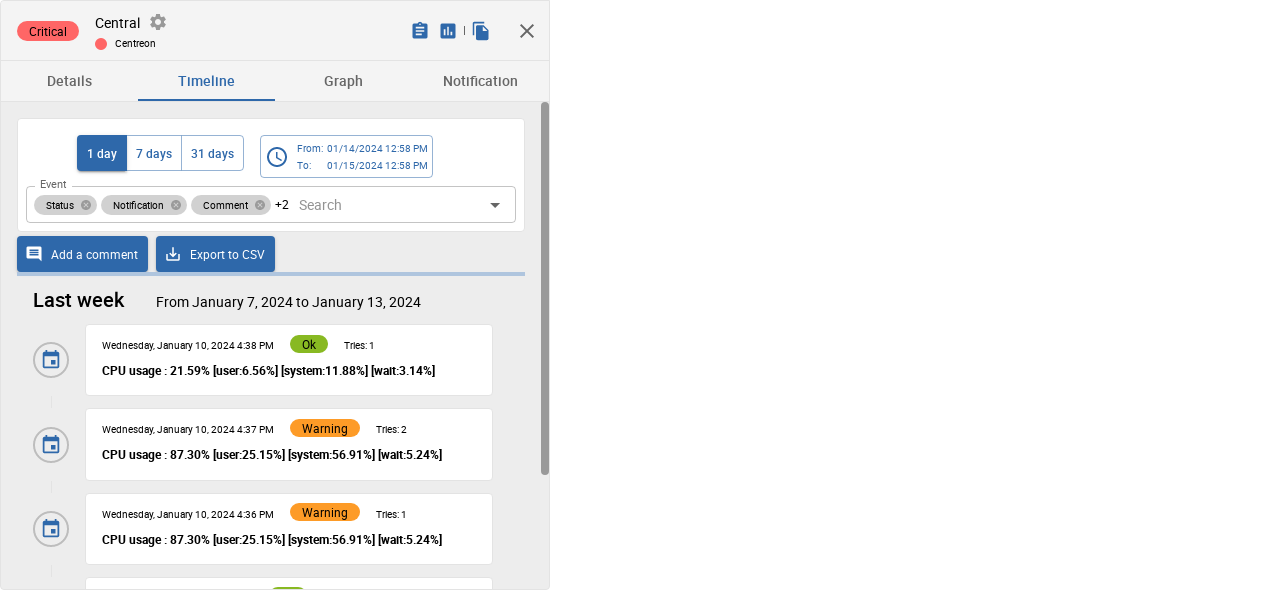 Critical
Central
Centreon
Details Timeline Graph Notification
1 day 7 days 31 days
From: 01/14/2024 12:58 PM
To: 01/15/2024 12:58 PM
Event
Status Notification Comment +2 Search
Add a comment Export to CSV
Last week From January 7, 2024 to January 13, 2024
Wednesday, January 10, 2024 4:38 PM Ok Tries: 1
CPU usage : 21.59% [user:6.56%] [system:11.88%] [wait:3.14%]
Wednesday, January 10, 2024 4:37 PM Warning Tries: 2
CPU usage : 87.30% [user:25.15%] [system:56.91%] [wait:5.24%]
Wednesday, January 10, 2024 4:36 PM Warning Tries: 1
CPU usage : 87.30% [user:25.15%] [system:56.91%] [wait:5.24%]